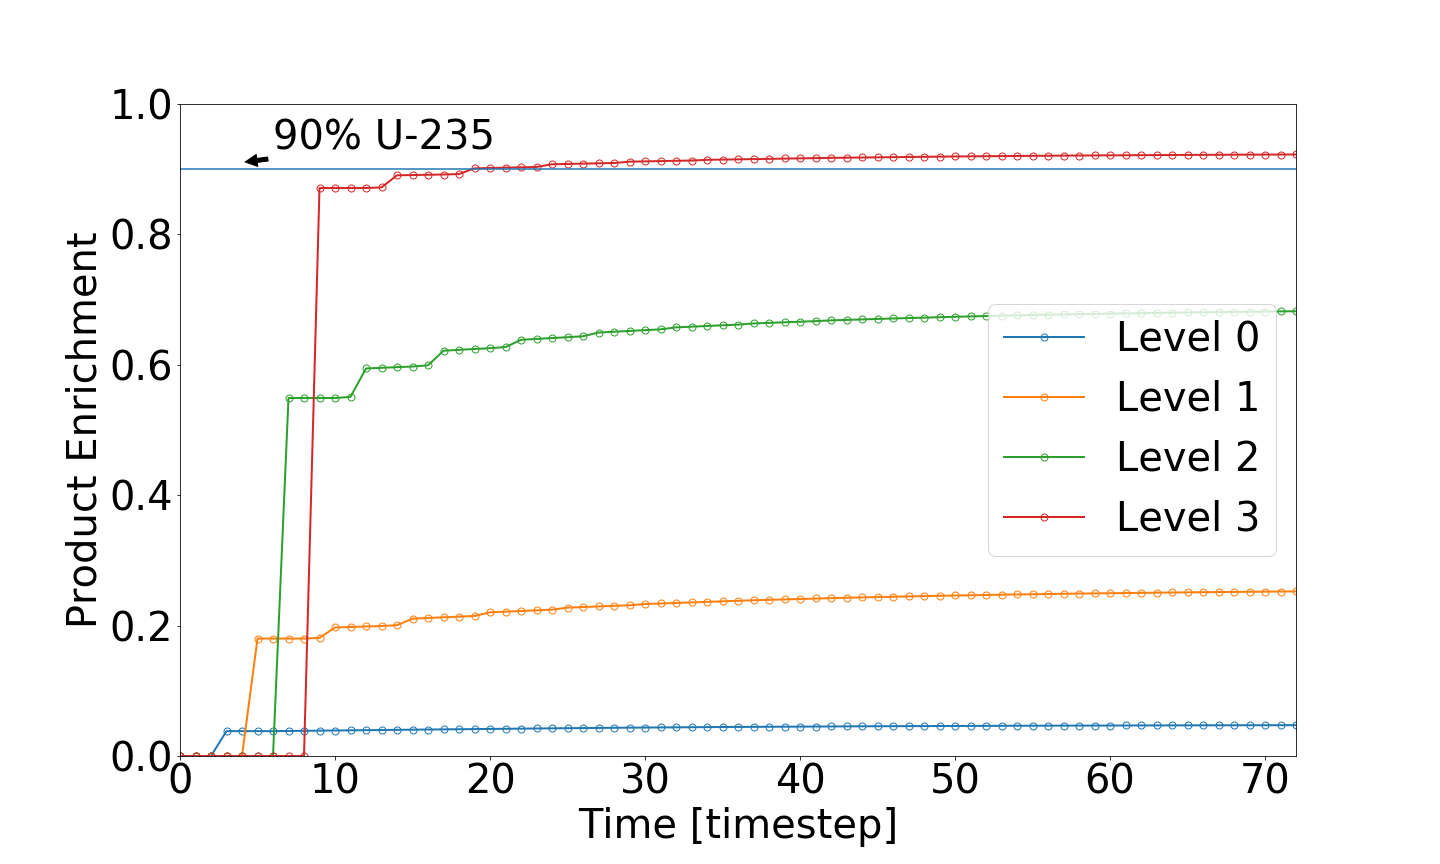 1.0
90% U-235
0.8
0.6
0.4
0.2
0.0
Product Enrichment
Level 0
Level 1
Level 2
Level 3
0 10 20 30 40 50 60 70
Time [timestep]